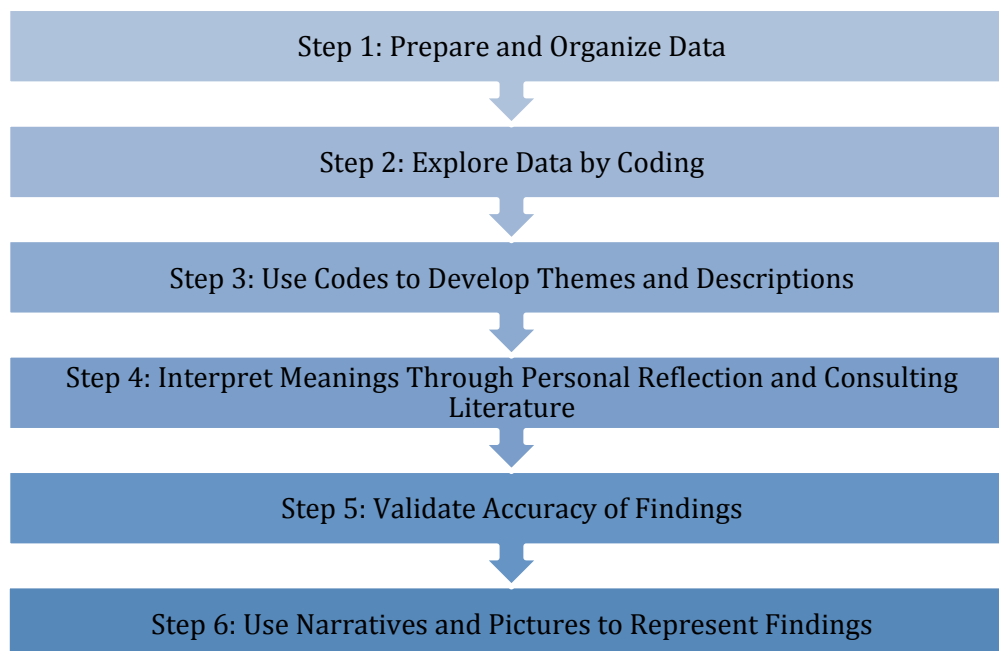 Step 1: Prepare and Organize Data
Step 2: Explore Data by Coding
Step 3: Use Codes to Develop Themes and Descriptions
Step 4: Interpret Meanings Through Personal Reflection and Consulting
Literature
Step 5: Validate Accuracy of Findings
Step 6: Use Narratives and Pictures to Represent Findings